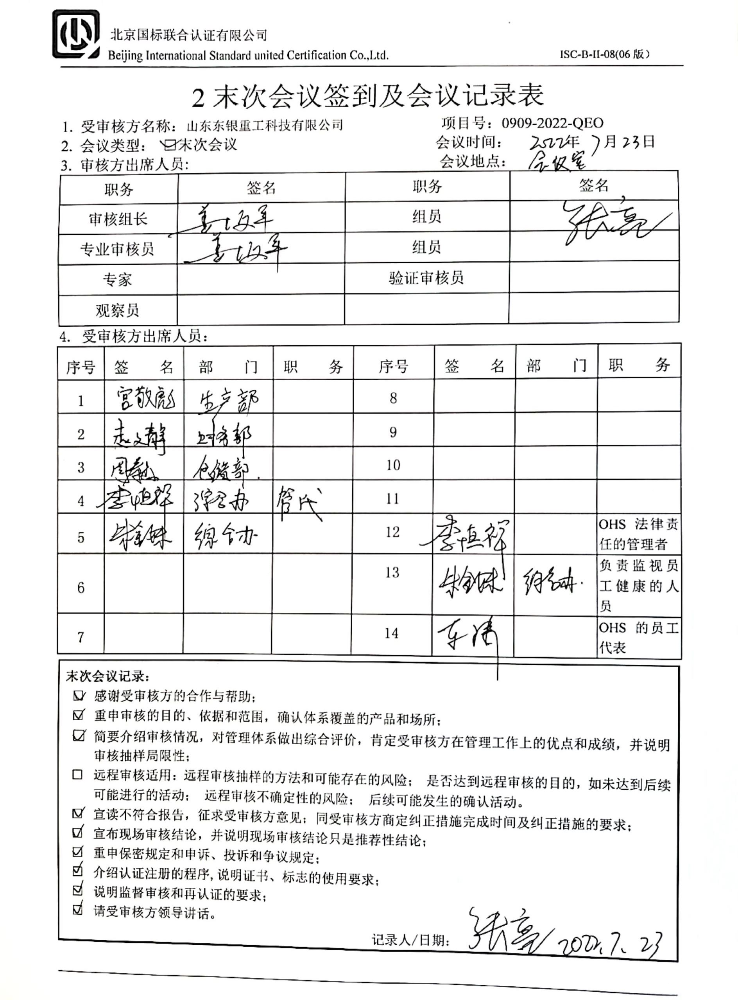 北京国标联合认证有限公司
Beijing International Standard united Certification Co.,Ltd.
ISC-B-II-08(06 版)
2 末次会议签到及会议记录表
1. 受审核方名称：山东东银重工科技有限公司 项目号：0909-2022-QEO
2. 会议类型：☑末次会议 会议时间：2022年 7月 23日
3. 审核方出席人员: 会议地点：会议室
职务 签名 职务 签名
审核组长 组员 张亮
专业审核员 组员
专家 验证审核员
观察员
4. 受审核方出席人员：
序号 签 名 部 门 职 务 序号 签 名 部 门 职 务
1 宫敬彪 生产部 8
2 赵文静 财务部 9
3 仓储部 10
4 综合办 管代 11
5 综合办 12 OHS 法律责
任的管理者
6 13 综合办 负责监视员
工健康的人
员
7 14 车涛 OHS 的员工
代表
末次会议记录：
☑ 感谢受审核方的合作与帮助；
☑ 重申审核的目的、依据和范围，确认体系覆盖的产品和场所；
☑ 简要介绍审核情况，对管理体系做出综合评价，肯定受审核方在管理工作上的优点和成绩，并说明
审核抽样局限性；
☐ 远程审核适用：远程审核抽样的方法和可能存在的风险； 是否达到远程审核的目的，如未达到后续
可能进行的活动； 远程审核不确定性的风险； 后续可能发生的确认活动。
☑ 宣读不符合报告，征求受审核方意见；同受审核方商定纠正措施完成时间及纠正措施的要求；
☑ 宣布现场审核结论，并说明现场审核结论只是推荐性结论；
☑ 重申保密规定和申诉、投诉和争议规定；
☑ 介绍认证注册的程序,说明证书、标志的使用要求；
☑ 说明监督审核和再认证的要求；
☑ 请受审核方领导讲话。
记录人/日期： 张亮 2022.7.23